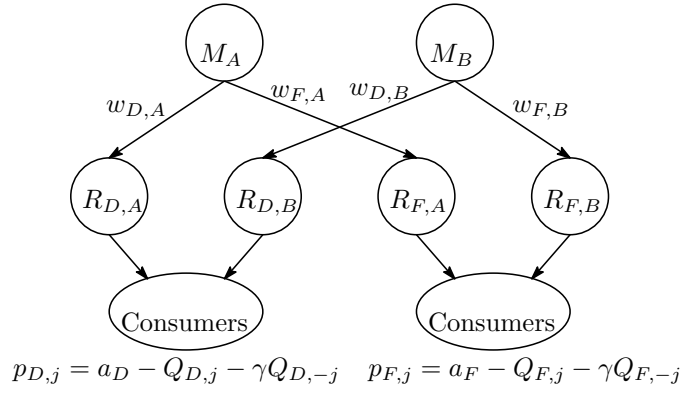 M_A M_B
w_{D,A} w_{F,A} w_{D,B} w_{F,B}
R_{D,A} R_{D,B} R_{F,A} R_{F,B}
Consumers Consumers
p_{D,j} = a_D − Q_{D,j} − γQ_{D,−j} p_{F,j} = a_F − Q_{F,j} − γQ_{F,−j}